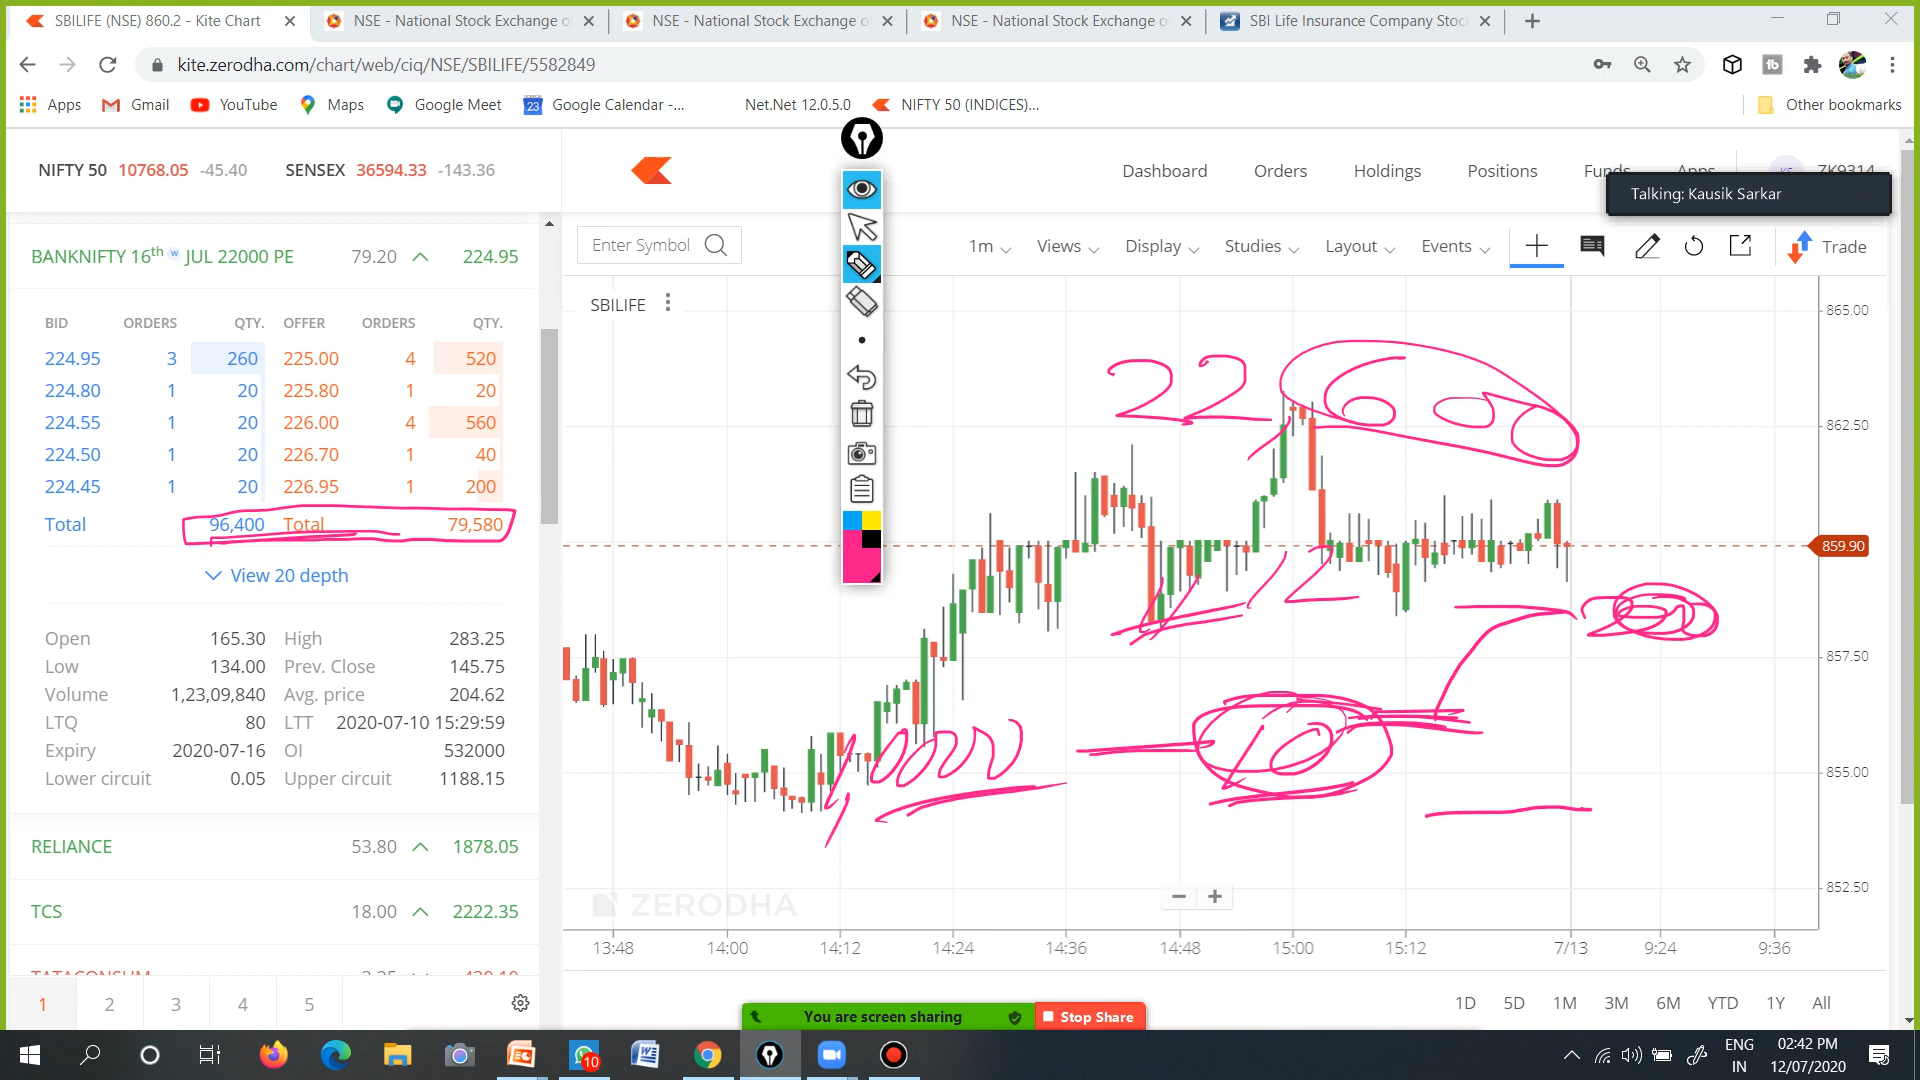 SBILIFE (NSE) 860.2 - Kite Chart
NSE - National Stock Exchange o
NSE - National Stock Exchange o
NSE - National Stock Exchange of
SBI Life Insurance Company Stoc
kite.zerodha.com/chart/web/ciq/NSE/SBILIFE/5582849
Apps Gmail YouTube Maps Google Meet 23 Google Calendar -... Net.Net 12.0.5.0 NIFTY 50 (INDICES)... Other bookmarks
NIFTY 50 10768.05 -45.40 SENSEX 36594.33 -143.36
Dashboard Orders Holdings Positions Funds Apps ZK9314
Talking: Kausik Sarkar
BANKNIFTY 16th w JUL 22000 PE 79.20 224.95
Enter Symbol 1m Views Display Studies Layout Events Trade
SBILIFE
BID ORDERS QTY. OFFER ORDERS QTY.
224.95 3 260 225.00 4 520
224.80 1 20 225.80 1 20
224.55 1 20 226.00 4 560
224.50 1 20 226.70 1 40
224.45 1 20 226.95 1 200
Total 96,400 Total 79,580
View 20 depth
Open 165.30 High 283.25
Low 134.00 Prev. Close 145.75
Volume 1,23,09,840 Avg. price 204.62
LTQ 80 LTT 2020-07-10 15:29:59
Expiry 2020-07-16 OI 532000
Lower circuit 0.05 Upper circuit 1188.15
RELIANCE 53.80 1878.05
TCS 18.00 2222.35
1 2 3 4 5
22600
12
10
865.00
862.50
859.90
857.50
855.00
852.50
ZERODHA
13:48 14:00 14:12 14:24 14:36 14:48 15:00 15:12 7/13 9:24 9:36
1D 5D 1M 3M 6M YTD 1Y All
You are screen sharing Stop Share
10
ENG
IN
02:42 PM
12/07/2020